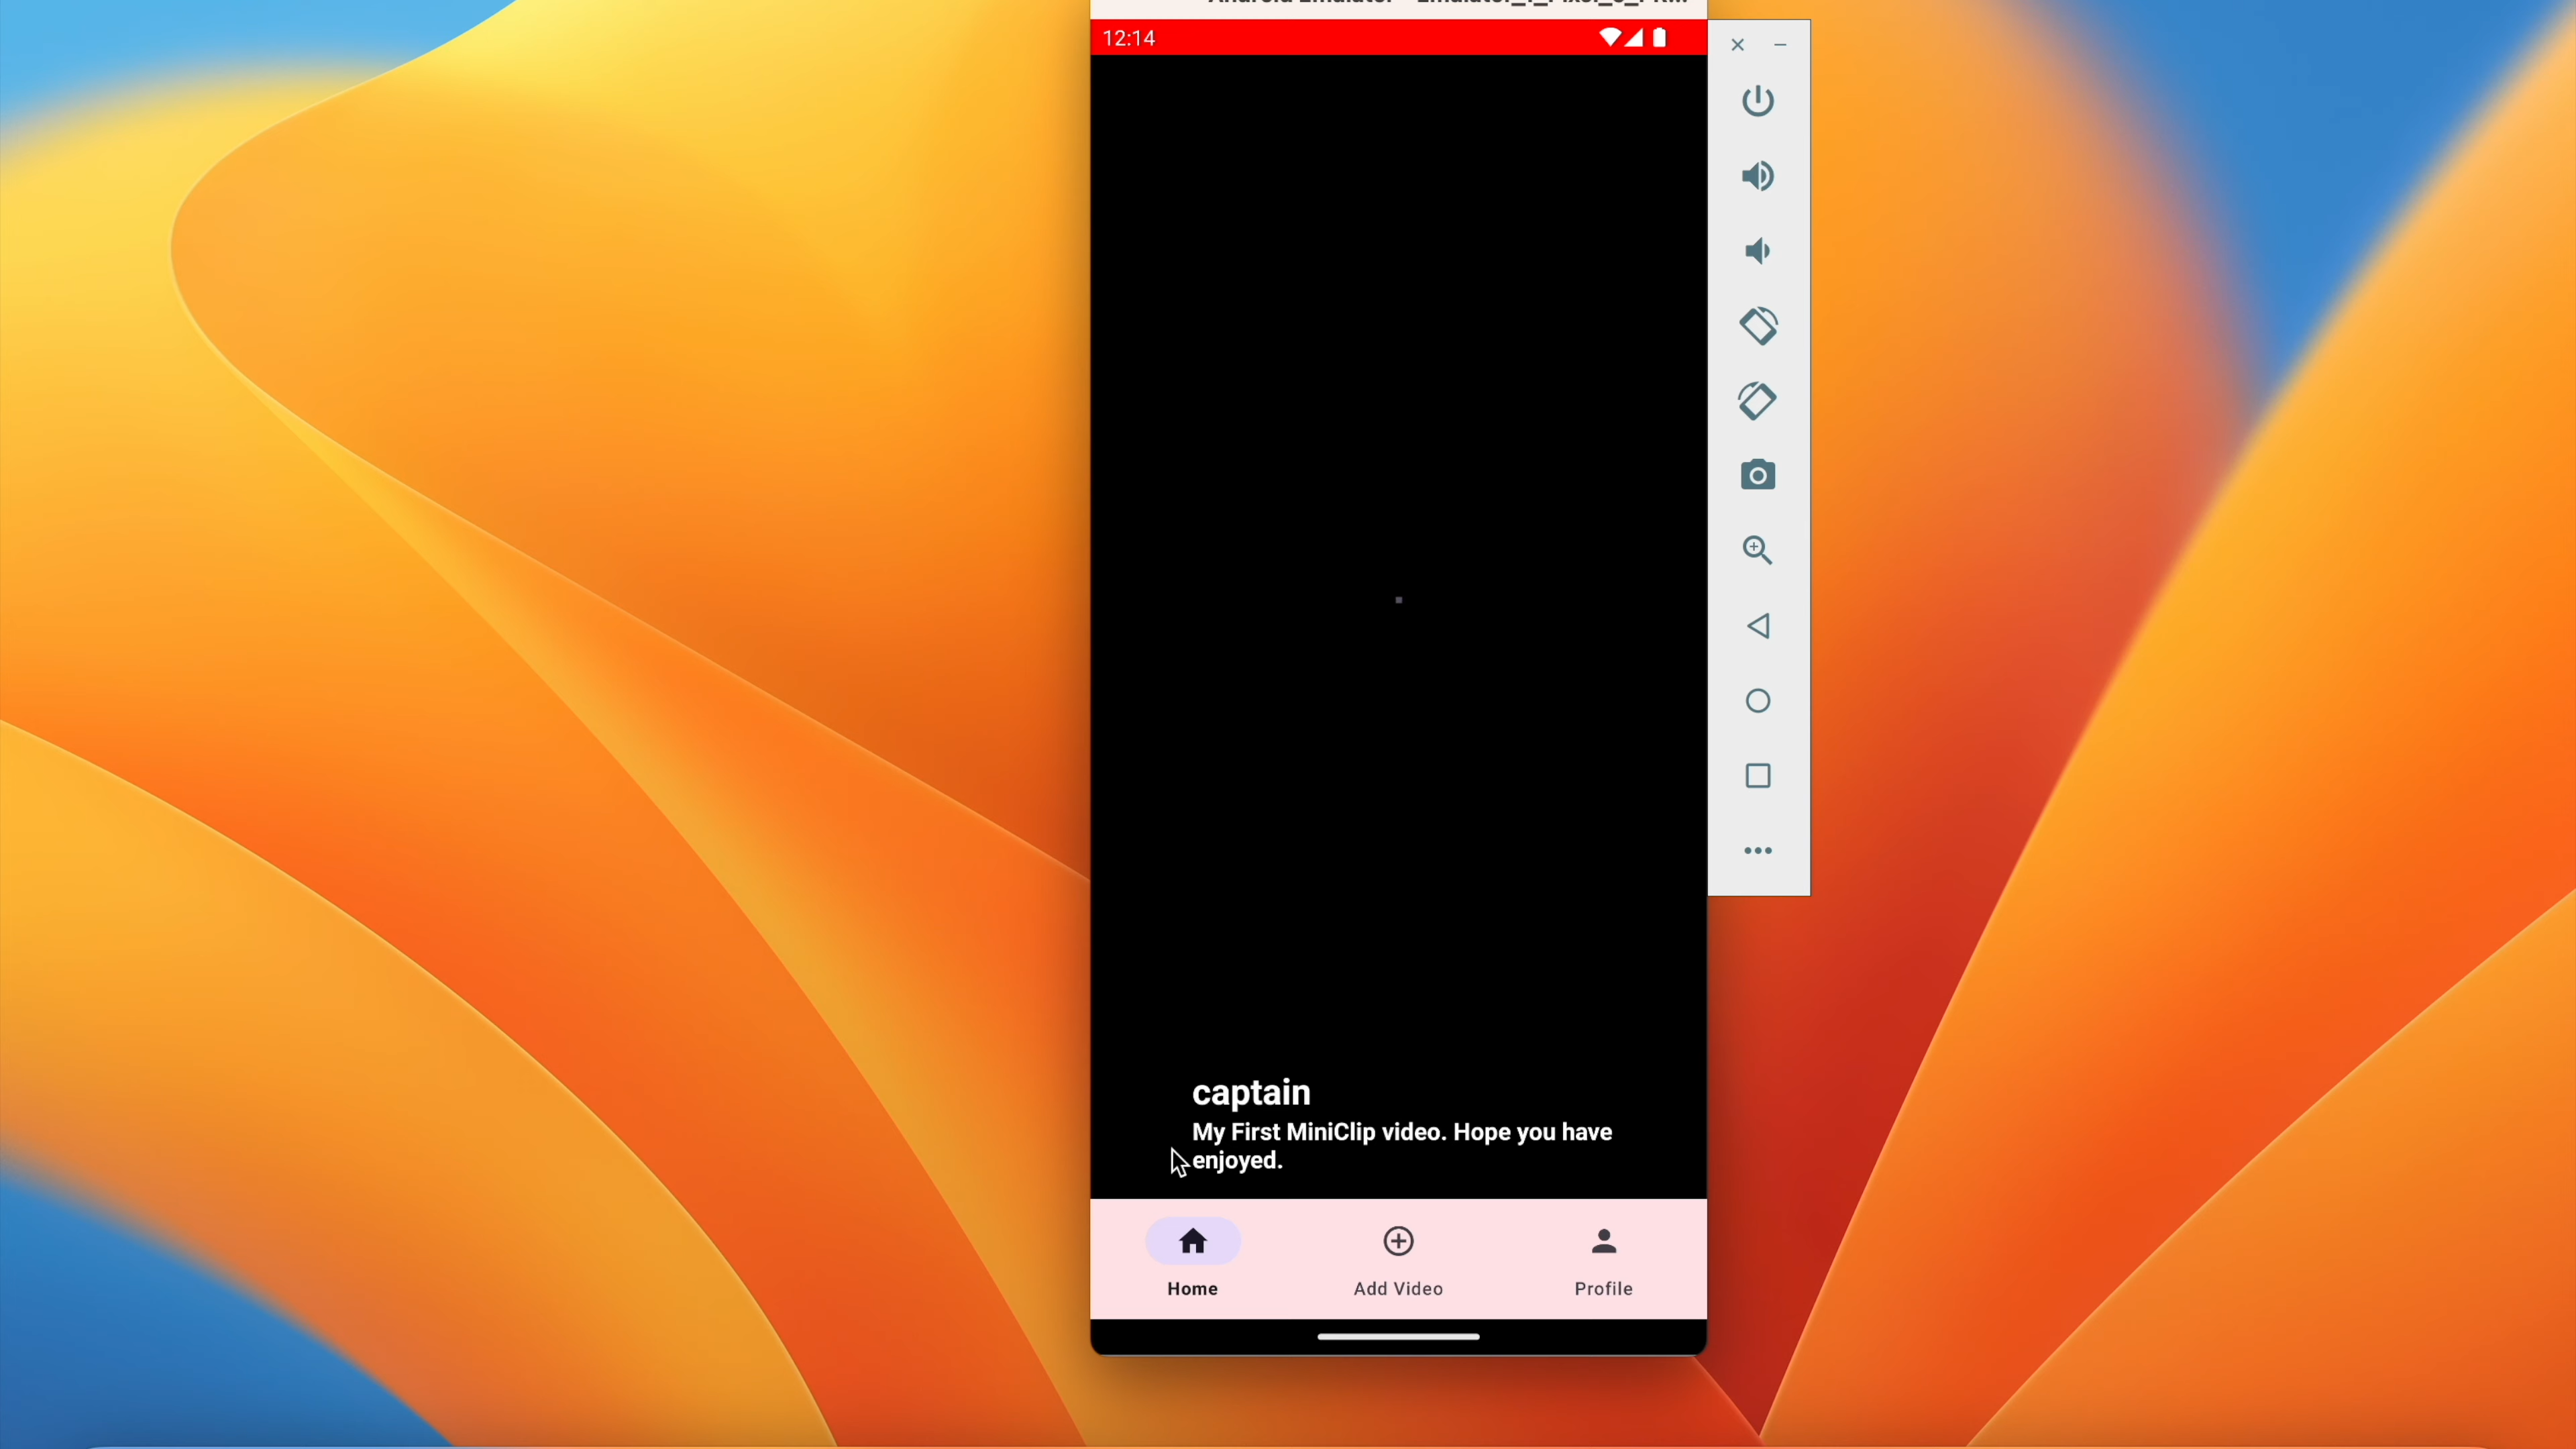 12:14
captain
My First MiniClip video. Hope you have
enjoyed.
Home
Add Video
Profile